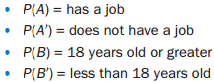 • P(A) = has a job
• P(A') = does not have a job
• P(B) = 18 years old or greater
• P(B') = less than 18 years old